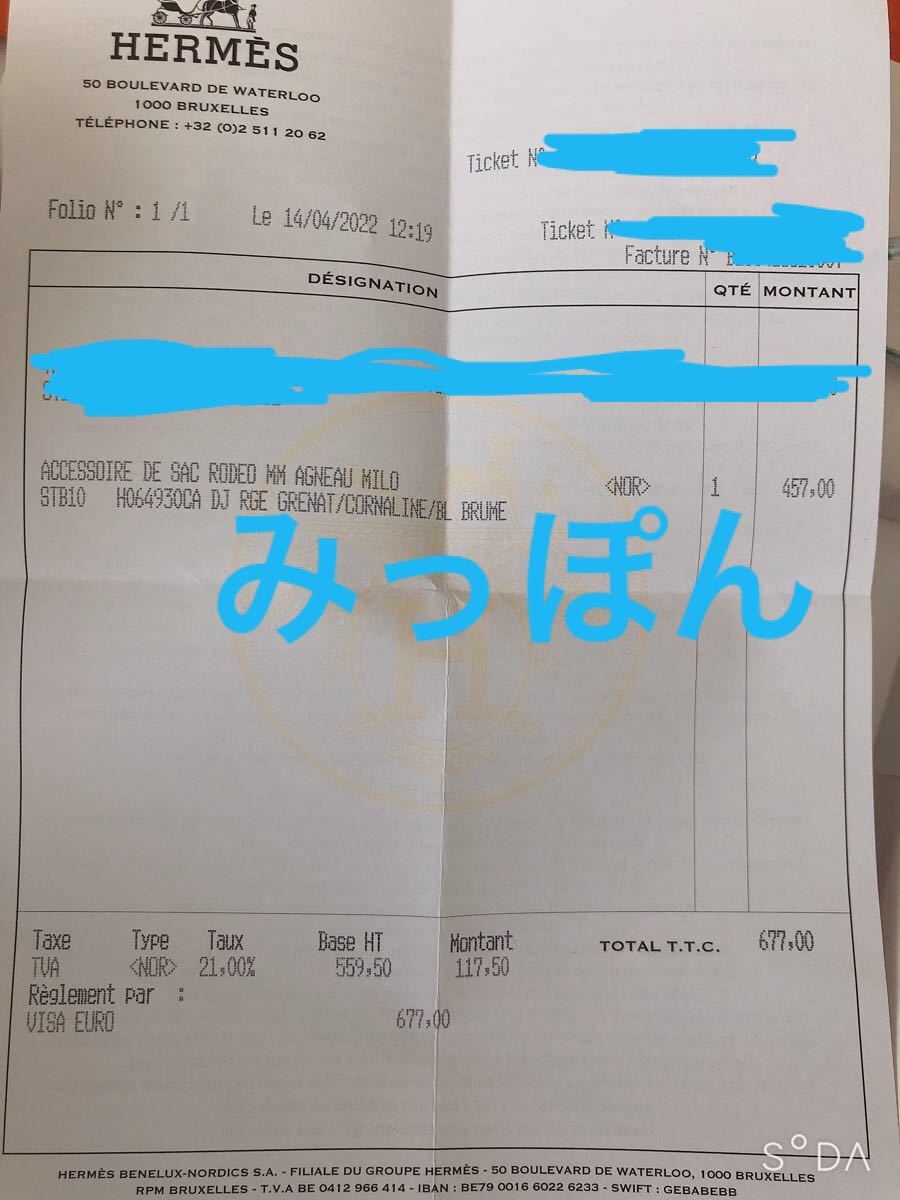 HERMÈS
50 BOULEVARD DE WATERLOO
1000 BRUXELLES
TÉLÉPHONE : +32 (0)2 511 20 62
Ticket N°
Folio N° : 1 /1 Le 14/04/2022 12:19
Ticket
Facture N°
DÉSIGNATION QTÉ MONTANT
ACCESSOIRE DE SAC RODEO MM AGNEAU MILO
<NOR> 1 457,00
STB10 H064930CA DJ RGE GRENAT/CORNALINE/BL BRUME
みっぽん
H
Taxe Type Taux Base HT Montant TOTAL T.T.C. 677,00
TVA <NOR> 21,00% 559,50 117,50
Règlement par :
VISA EURO 677,00
SODA
HERMÈS BENELUX-NORDICS S.A. - FILIALE DU GROUPE HERMÈS - 50 BOULEVARD DE WATERLOO, 1000 BRUXELLES
RPM BRUXELLES - T.V.A BE 0412 966 414 - IBAN : BE79 0016 6022 6233 - SWIFT : GEBABEBB